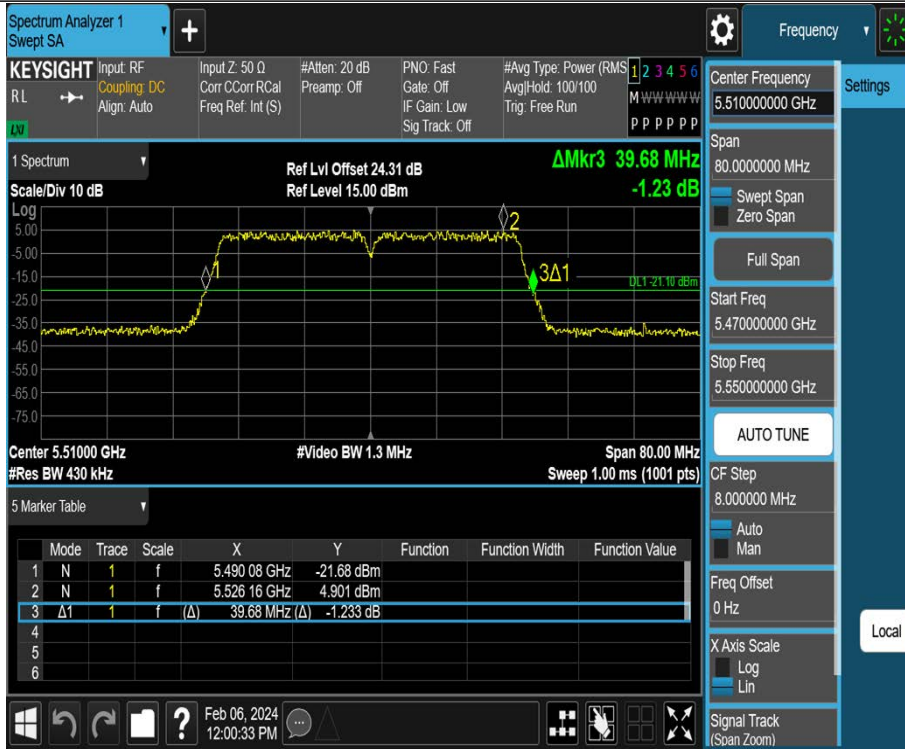 Spectrum Analyzer 1
Swept SA
+
Frequency
KEYSIGHT
RL
LXI
Input: RF
Coupling: DC
Align: Auto
Input Z: 50 Ω
Corr CCorr RCal
Freq Ref: Int (S)
#Atten: 20 dB
Preamp: Off
PNO: Fast
Gate: Off
IF Gain: Low
Sig Track: Off
#Avg Type: Power (RMS
Avg|Hold: 100/100
Trig: Free Run
1 2 3 4 5 6
M W W W W W
P P P P P P
1 Spectrum
Scale/Div 10 dB
Ref Lvl Offset 24.31 dB
Ref Level 15.00 dBm
ΔMkr3 39.68 MHz
-1.23 dB
Log
5.00
-5.00
-15.0
-25.0
-35.0
-45.0
-55.0
-65.0
-75.0
1
2
3Δ1
DL1 -21.10 dBm
Center 5.51000 GHz
#Video BW 1.3 MHz
Span 80.00 MHz
#Res BW 430 kHz
Sweep 1.00 ms (1001 pts)
5 Marker Table
Mode Trace Scale X Y Function Function Width Function Value
1 N 1 f 5.490 08 GHz -21.68 dBm
2 N 1 f 5.526 16 GHz 4.901 dBm
3 Δ1 1 f (Δ) 39.68 MHz (Δ) -1.233 dB
4
5
6
?
Feb 06, 2024
12:00:33 PM
Settings
Center Frequency
5.510000000 GHz
Span
80.0000000 MHz
Swept Span
Zero Span
Full Span
Start Freq
5.470000000 GHz
Stop Freq
5.550000000 GHz
AUTO TUNE
CF Step
8.000000 MHz
Auto
Man
Freq Offset
0 Hz
X Axis Scale
Log
Lin
Signal Track
(Span Zoom)
Local